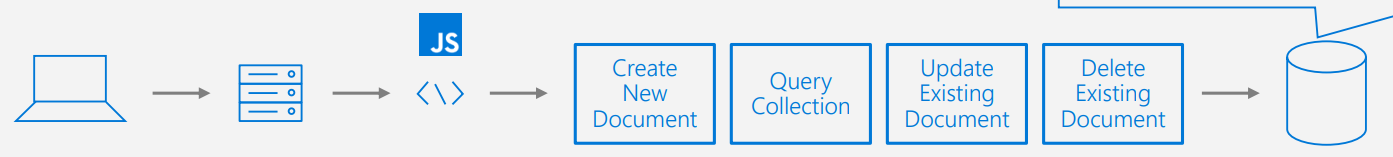 JS
<\>
Create
New
Document
Query
Collection
Update
Existing
Document
Delete
Existing
Document